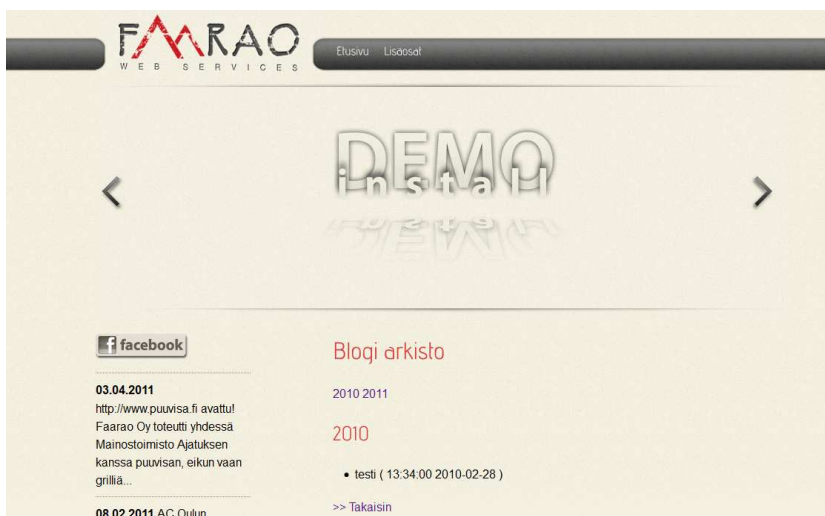 FAARAO
WEB SERVICES
Etusivu Lisäosat
DEMO
install
facebook
03.04.2011
http://www.puuvisa.fi avattu!
Faarao Oy toteutti yhdessä
Mainostoimisto Ajatuksen
kanssa puuvisan, eikun vaan
grilliä...
08.02.2011 AC Oulun
Blogi arkisto
2010 2011
2010
• testi ( 13:34:00 2010-02-28 )
>> Takaisin